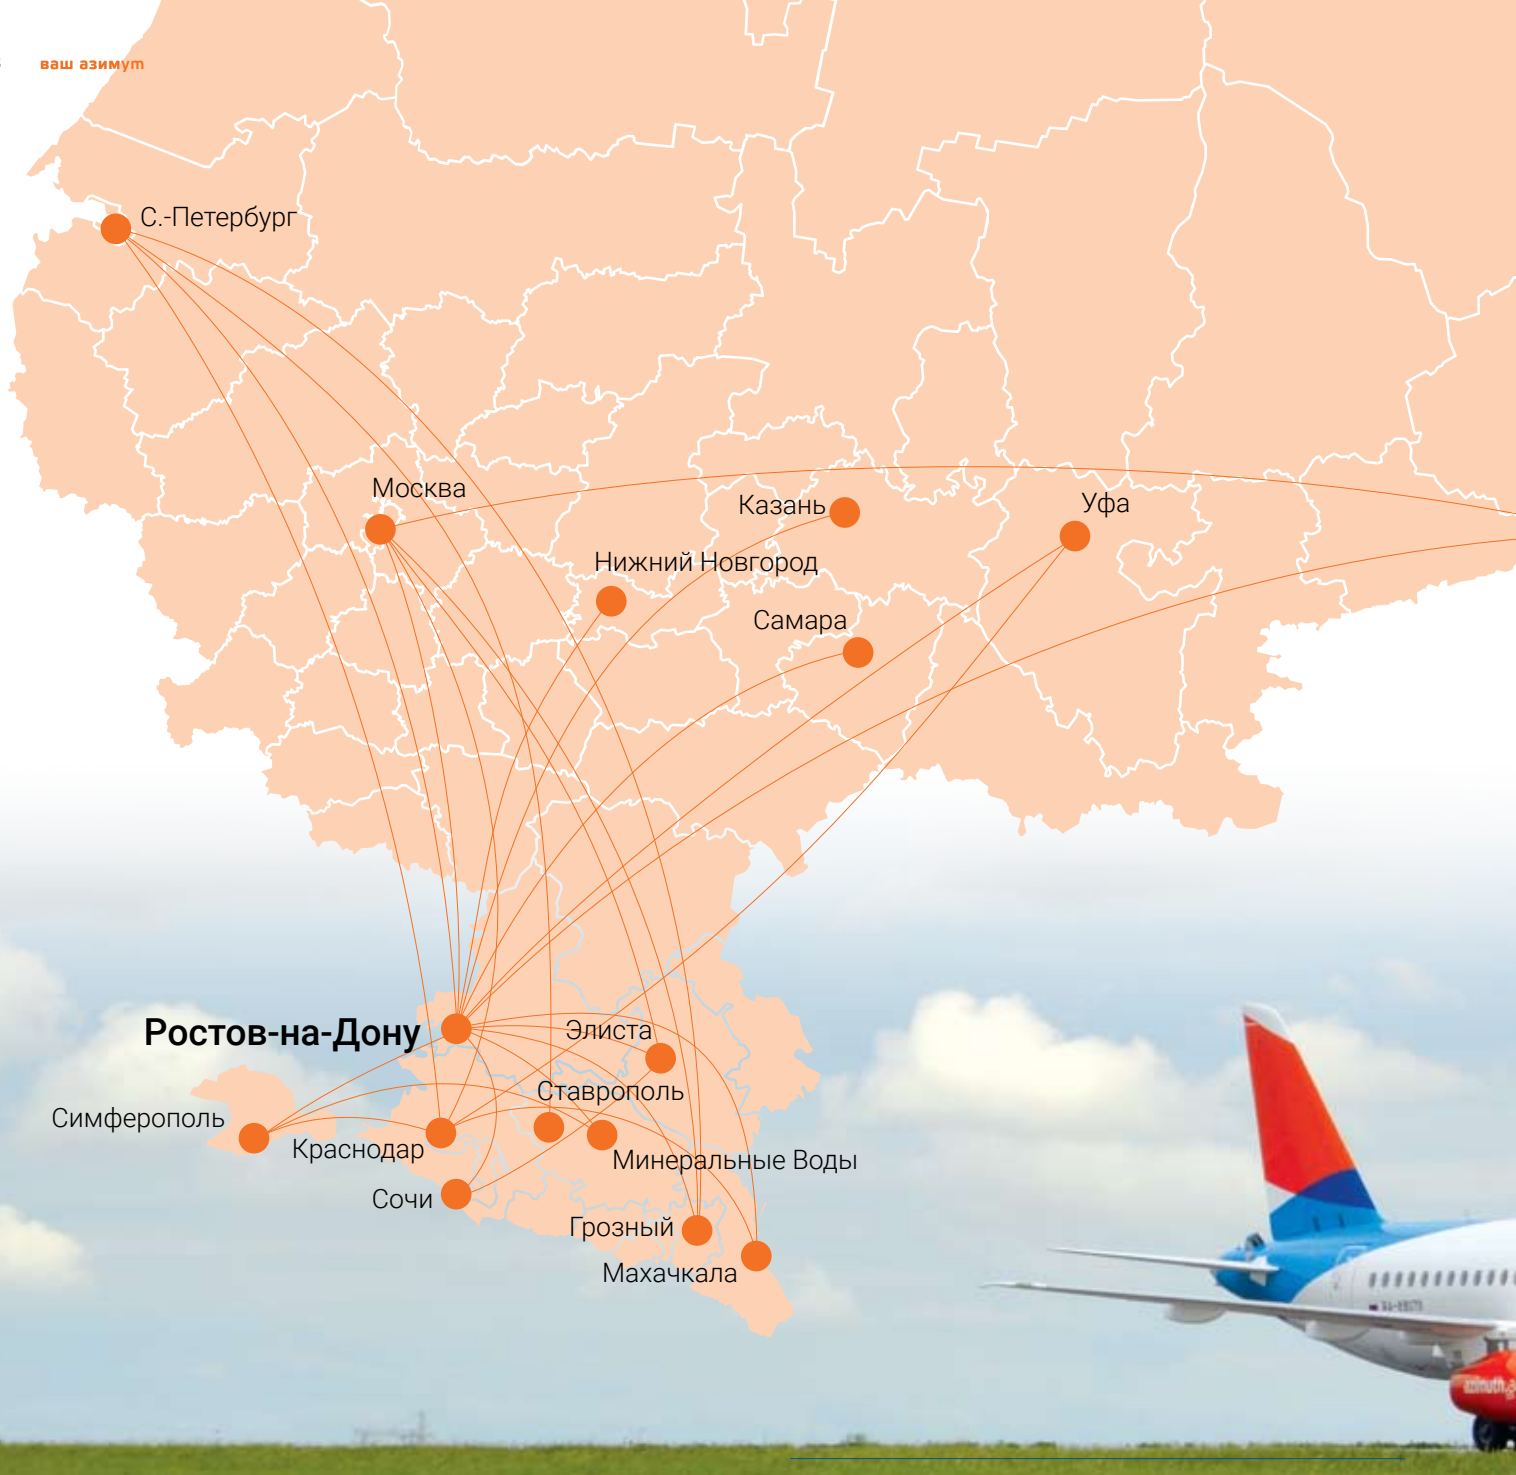 ваш азимут
С.-Петербург
Москва
Казань
Уфа
Нижний Новгород
Самара
Ростов-на-Дону
Элиста
Ставрополь
Симферополь
Краснодар
Минеральные Воды
Сочи
Грозный
Махачкала
azimuth